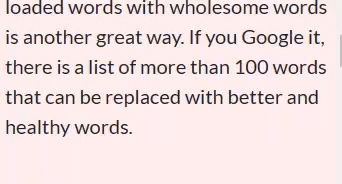 loaded words with wholesome words
is another great way. If you Google it,
there is a list of more than 100 words
that can be replaced with better and
healthy words.